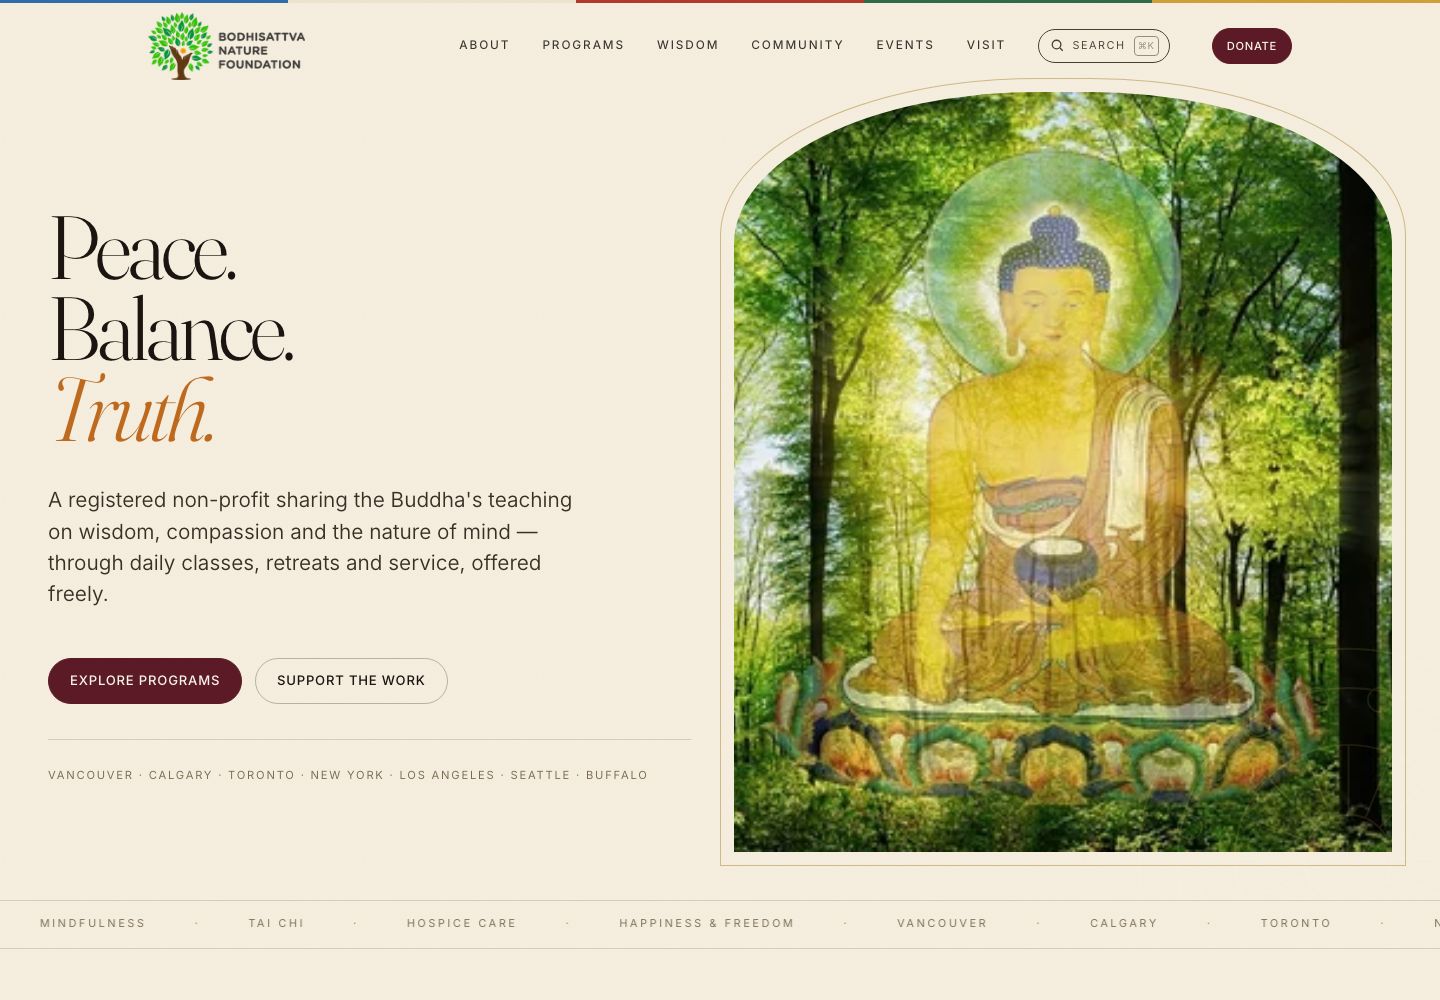 BODHISATTVA
NATURE
FOUNDATION
ABOUT
PROGRAMS
WISDOM
COMMUNITY
EVENTS
VISIT
SEARCH ⌘K
DONATE
Peace.
Balance.
Truth.
A registered non-profit sharing the Buddha's teaching
on wisdom, compassion and the nature of mind —
through daily classes, retreats and service, offered
freely.
EXPLORE PROGRAMS
SUPPORT THE WORK
VANCOUVER · CALGARY · TORONTO · NEW YORK · LOS ANGELES · SEATTLE · BUFFALO
MINDFULNESS · TAI CHI · HOSPICE CARE · HAPPINESS & FREEDOM · VANCOUVER · CALGARY · TORONTO ·